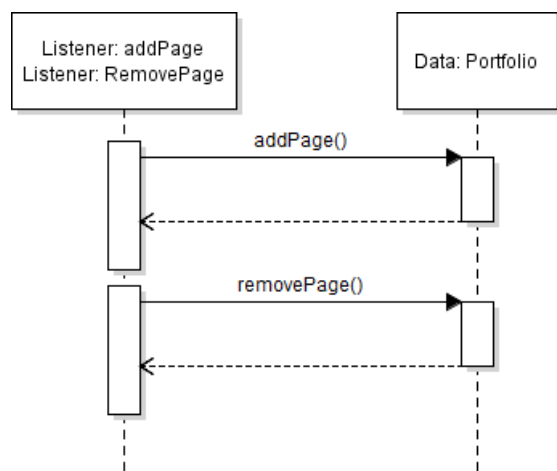 Listener: addPage
Listener: RemovePage
Data: Portfolio
addPage()
removePage()